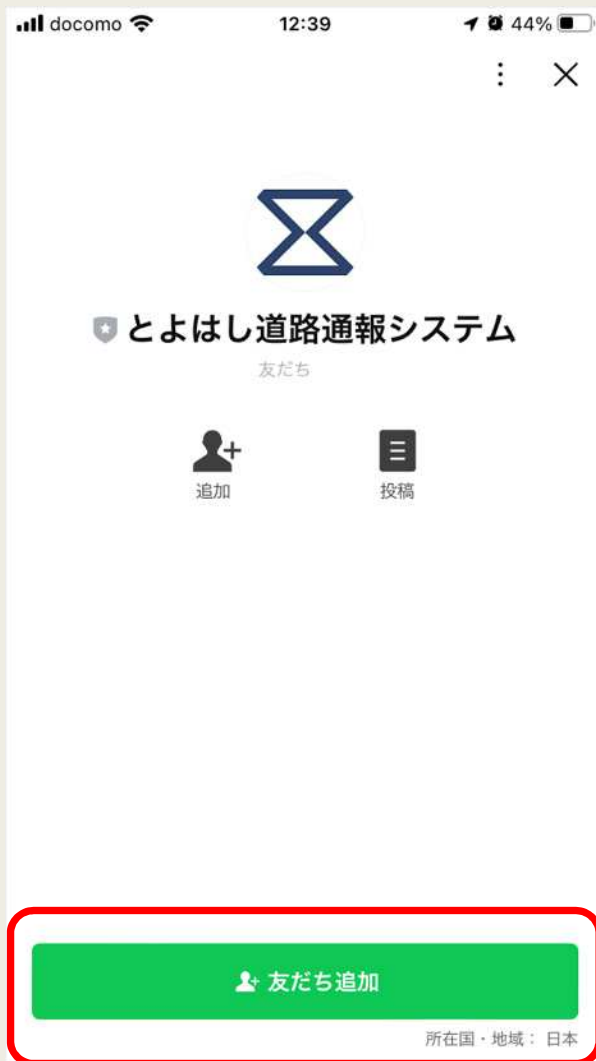 docomo 12:39 44%
とよはし道路通報システム
友だち
追加 投稿
友だち追加
所在国・地域： 日本